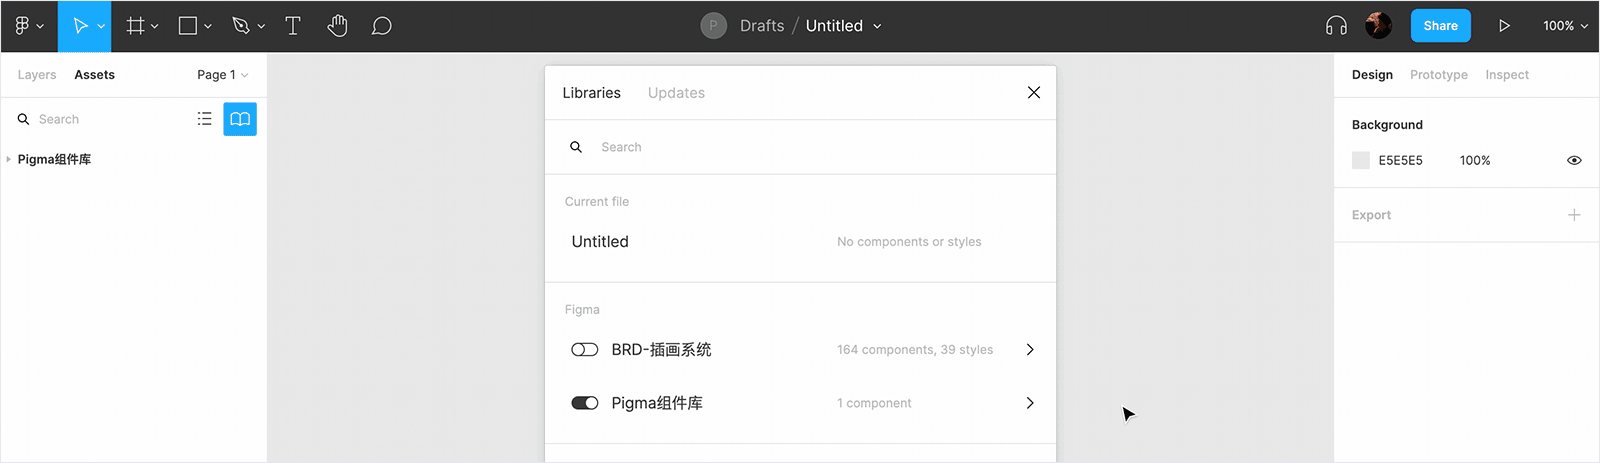 P Drafts / Untitled
Share
100%
Layers Assets Page 1
Search
Pigma组件库
Libraries Updates
Search
Current file
Untitled No components or styles
Figma
BRD-插画系统 164 components, 39 styles
Pigma组件库 1 component
Design Prototype Inspect
Background
E5E5E5 100%
Export